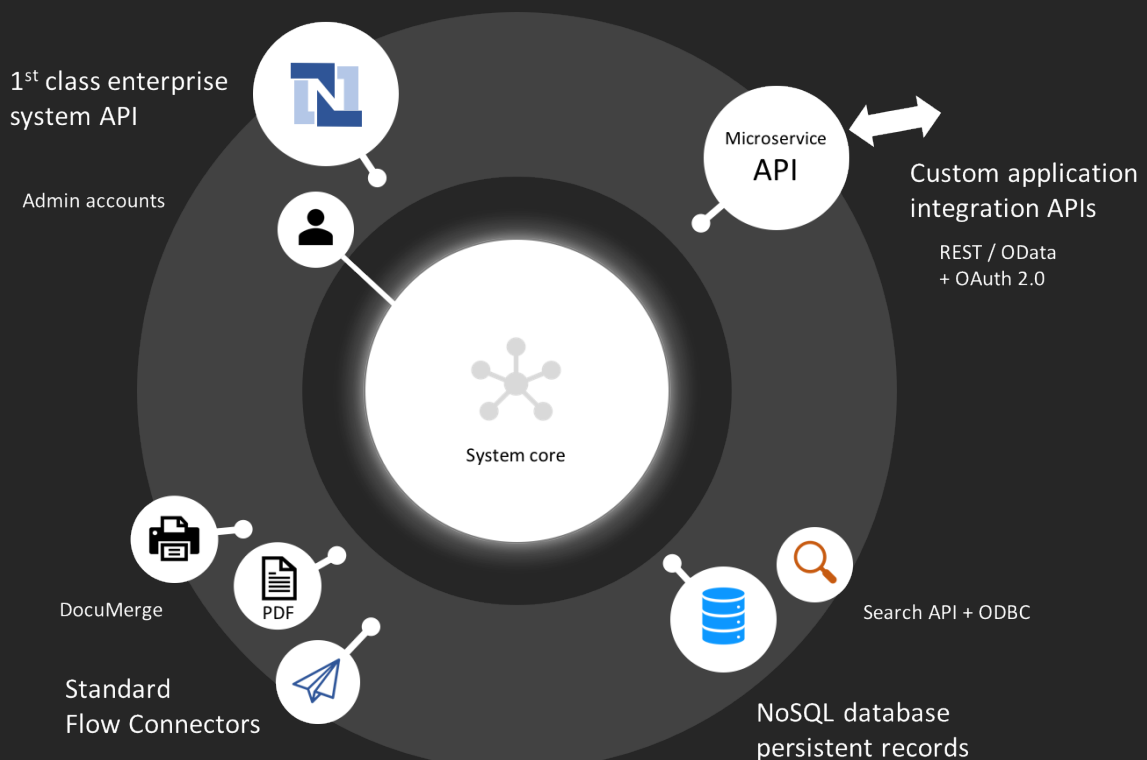 1st class enterprise
system API
Admin accounts
Microservice
API
Custom application
integration APIs
REST / OData
+ OAuth 2.0
System core
PDF
DocuMerge
Standard
Flow Connectors
Search API + ODBC
NoSQL database
persistent records